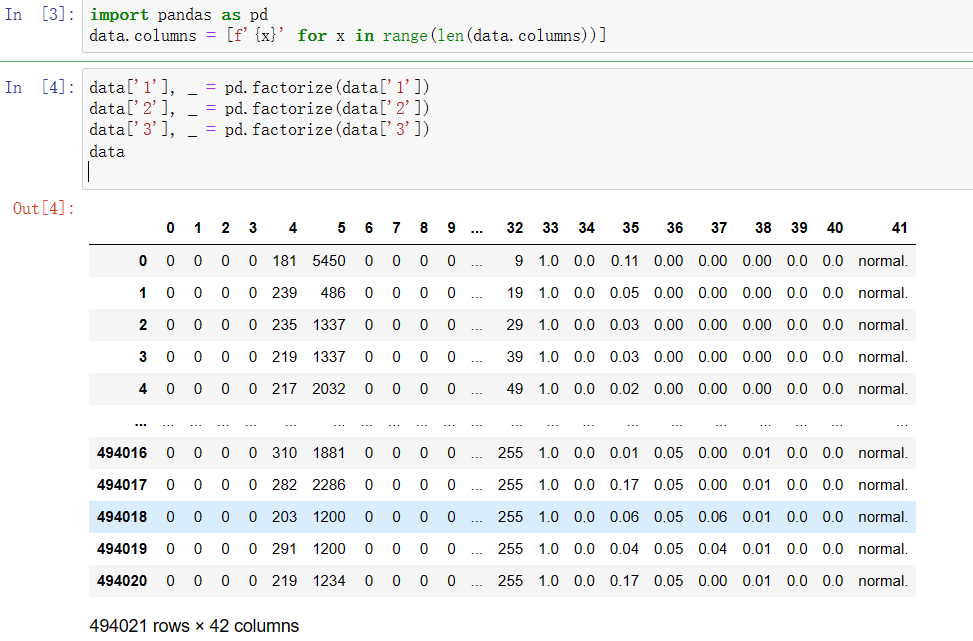 In [3]: import pandas as pd
data.columns = [f'{x}' for x in range(len(data.columns))]
In [4]: data['1'], _ = pd.factorize(data['1'])
data['2'], _ = pd.factorize(data['2'])
data['3'], _ = pd.factorize(data['3'])
data
Out[4]:
0 1 2 3 4 5 6 7 8 9 ... 32 33 34 35 36 37 38 39 40 41
0 0 0 0 0 181 5450 0 0 0 0 ... 9 1.0 0.0 0.11 0.00 0.00 0.00 0.0 0.0 normal.
1 0 0 0 0 239 486 0 0 0 0 ... 19 1.0 0.0 0.05 0.00 0.00 0.00 0.0 0.0 normal.
2 0 0 0 0 235 1337 0 0 0 0 ... 29 1.0 0.0 0.03 0.00 0.00 0.00 0.0 0.0 normal.
3 0 0 0 0 219 1337 0 0 0 0 ... 39 1.0 0.0 0.03 0.00 0.00 0.00 0.0 0.0 normal.
4 0 0 0 0 217 2032 0 0 0 0 ... 49 1.0 0.0 0.02 0.00 0.00 0.00 0.0 0.0 normal.
... ... ... ... ... ... ... ... ... ... ... ... ... ... ... ... ... ... ... ... ... ...
494016 0 0 0 0 310 1881 0 0 0 0 ... 255 1.0 0.0 0.01 0.05 0.00 0.01 0.0 0.0 normal.
494017 0 0 0 0 282 2286 0 0 0 0 ... 255 1.0 0.0 0.17 0.05 0.00 0.01 0.0 0.0 normal.
494018 0 0 0 0 203 1200 0 0 0 0 ... 255 1.0 0.0 0.06 0.05 0.06 0.01 0.0 0.0 normal.
494019 0 0 0 0 291 1200 0 0 0 0 ... 255 1.0 0.0 0.04 0.05 0.04 0.01 0.0 0.0 normal.
494020 0 0 0 0 219 1234 0 0 0 0 ... 255 1.0 0.0 0.17 0.05 0.00 0.01 0.0 0.0 normal.
494021 rows × 42 columns